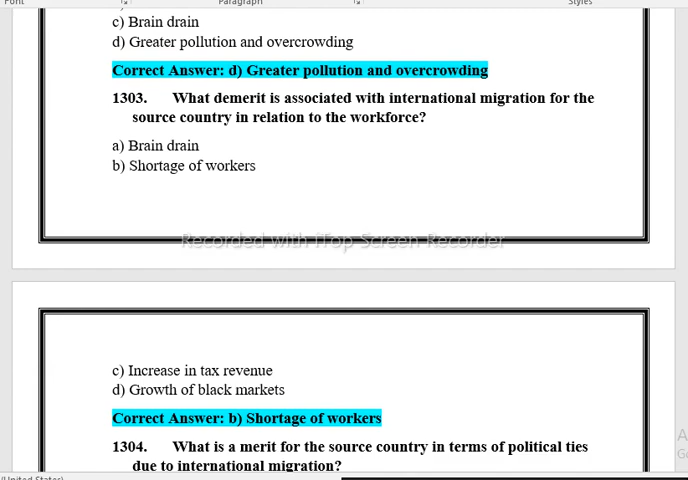 Font
Paragraph
Styles
c) Brain drain
d) Greater pollution and overcrowding
Correct Answer: d) Greater pollution and overcrowding
1303. What demerit is associated with international migration for the
source country in relation to the workforce?
a) Brain drain
b) Shortage of workers
Recorded with iTop Screen Recorder
c) Increase in tax revenue
d) Growth of black markets
Correct Answer: b) Shortage of workers
1304. What is a merit for the source country in terms of political ties
due to international migration?
(United States)